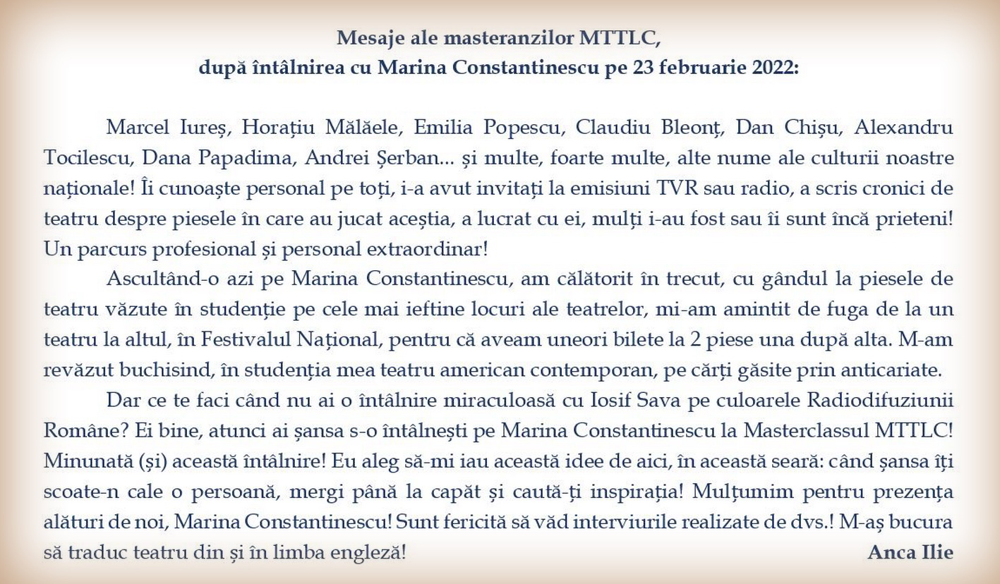 Mesaje ale masteranzilor MTTLC,
după întâlnirea cu Marina Constantinescu pe 23 februarie 2022:
Marcel Iureș, Horațiu Mălăele, Emilia Popescu, Claudiu Bleonț, Dan Chișu, Alexandru
Tocilescu, Dana Papadima, Andrei Șerban... și multe, foarte multe, alte nume ale culturii noastre
naționale! Îi cunoaște personal pe toți, i-a avut invitați la emisiuni TVR sau radio, a scris cronici de
teatru despre piesele în care au jucat aceștia, a lucrat cu ei, mulți i-au fost sau îi sunt încă prieteni!
Un parcurs profesional și personal extraordinar!
Ascultând-o azi pe Marina Constantinescu, am călătorit în trecut, cu gândul la piesele de
teatru văzute în studenție pe cele mai ieftine locuri ale teatrelor, mi-am amintit de fuga de la un
teatru la altul, în Festivalul Național, pentru că aveam uneori bilete la 2 piese una după alta. M-am
revăzut buchisind, în studenția mea teatru american contemporan, pe cărți găsite prin anticariate.
Dar ce te faci când nu ai o întâlnire miraculoasă cu Iosif Sava pe culoarele Radiodifuziunii
Române? Ei bine, atunci ai șansa s-o întâlnești pe Marina Constantinescu la Masterclassul MTTLC!
Minunată (și) această întâlnire! Eu aleg să-mi iau această idee de aici, în această seară: când șansa îți
scoate-n cale o persoană, mergi până la capăt și caută-ți inspirația! Mulțumim pentru prezența
alături de noi, Marina Constantinescu! Sunt fericită să văd interviurile realizate de dvs.! M-aș bucura
să traduc teatru din și în limba engleză! Anca Ilie